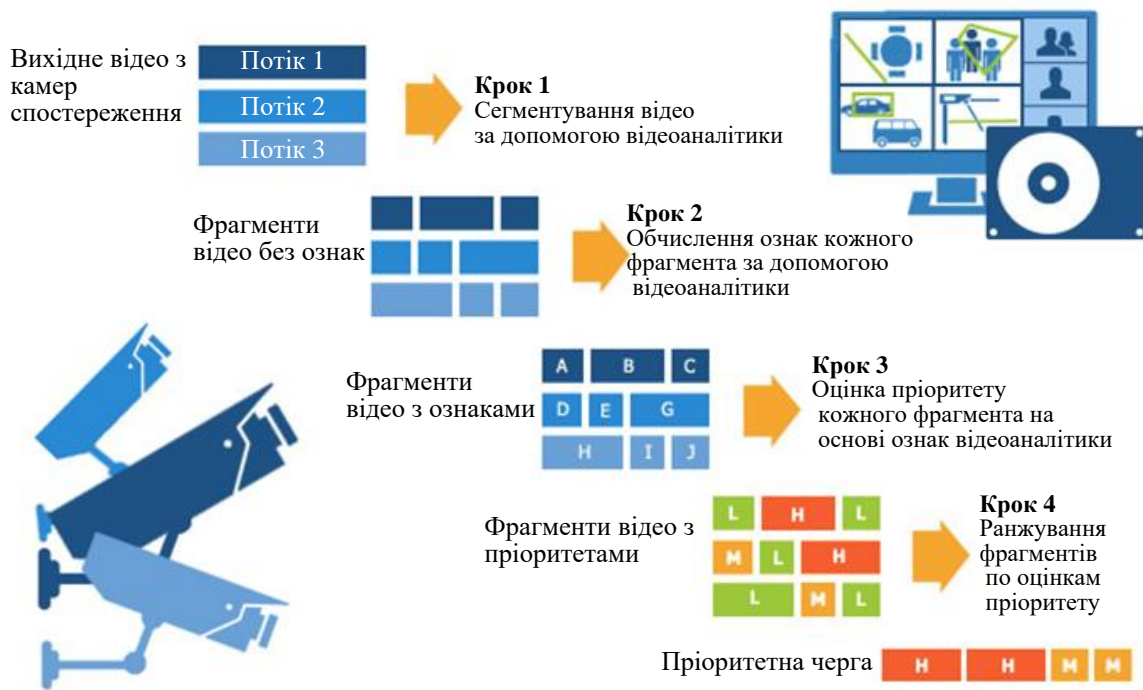 Вихідне відео з
камер
спостереження
Потік 1
Потік 2
Потік 3
Крок 1
Сегментування відео
за допомогою відеоаналітики
Фрагменти
відео без ознак
Крок 2
Обчислення ознак кожного
фрагмента за допомогою
відеоаналітики
Фрагменти
відео з ознаками
A B C
D E G
H I J
Крок 3
Оцінка пріоритету
кожного фрагмента на
основі ознак відеоаналітики
Фрагменти відео з
пріоритетами
L H L
M L H
L M L
Крок 4
Ранжування
фрагментів
по оцінкам
пріоритету
Пріоритетна черга
H H M M